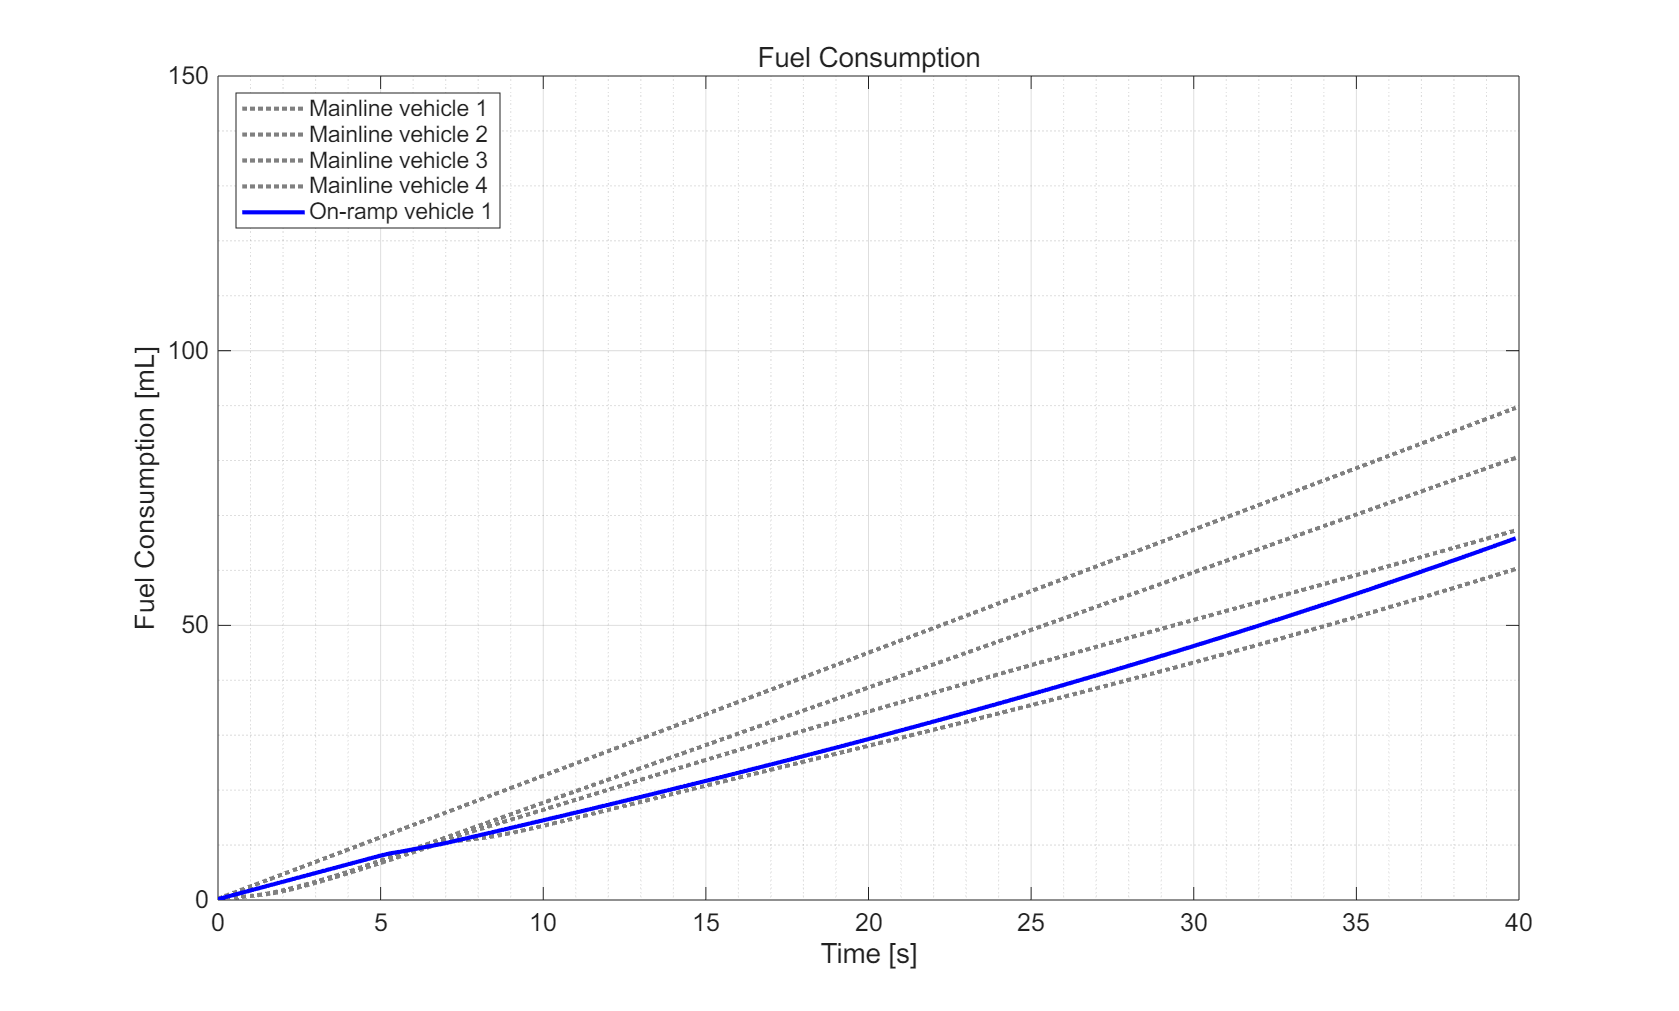 Fuel Consumption
150
100
50
0
Fuel Consumption [mL]
Mainline vehicle 1
Mainline vehicle 2
Mainline vehicle 3
Mainline vehicle 4
On-ramp vehicle 1
0 5 10 15 20 25 30 35 40
Time [s]